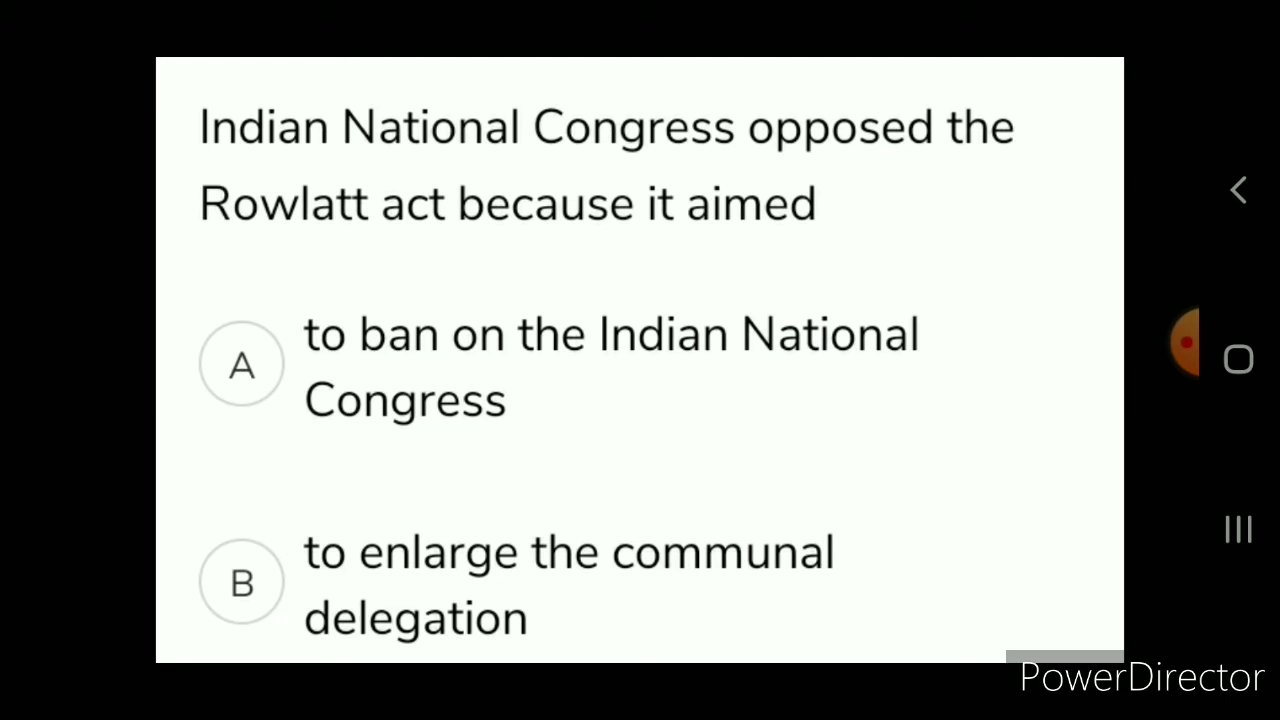 Indian National Congress opposed the
Rowlatt act because it aimed
A
to ban on the Indian National
Congress
B
to enlarge the communal
delegation
PowerDirector